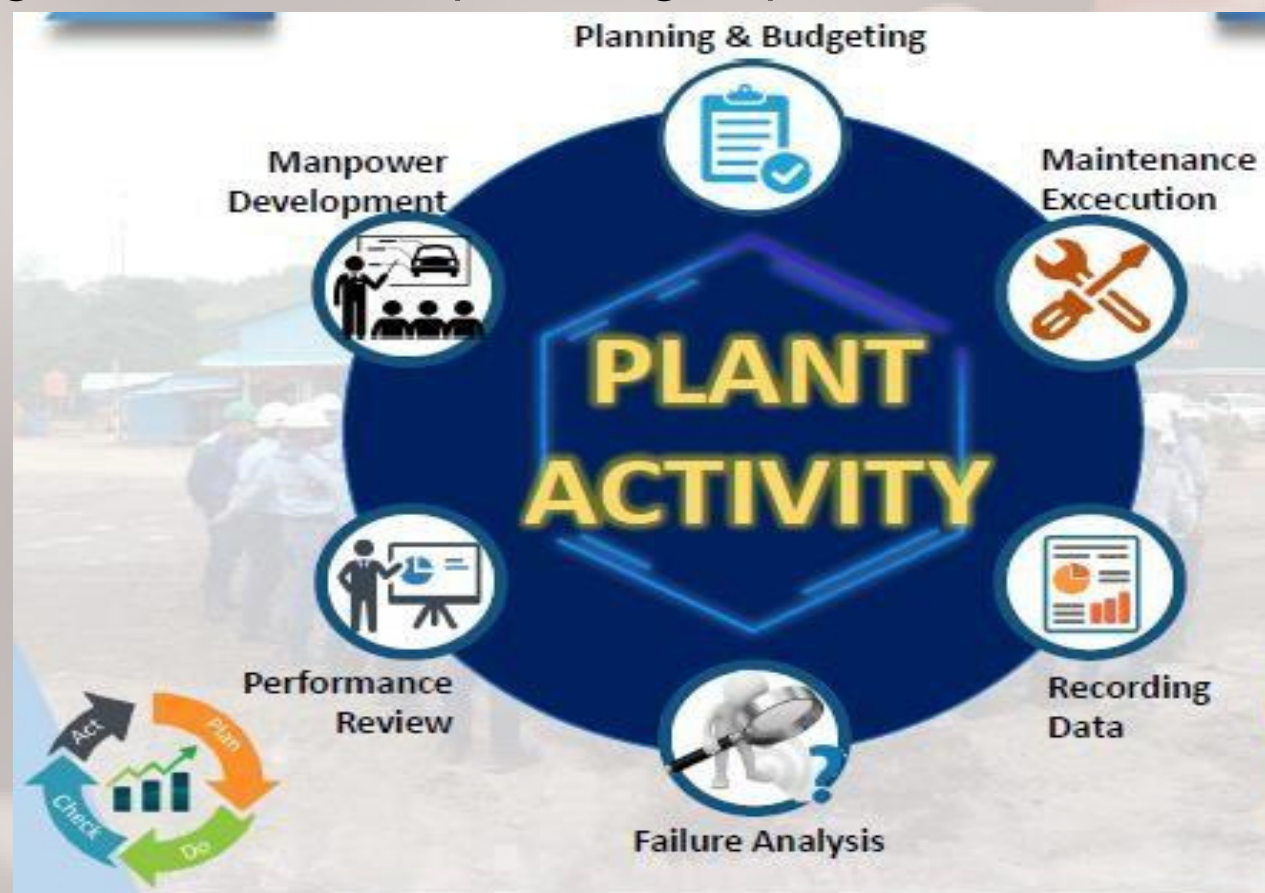 Planning & Budgeting
Manpower
Development
Maintenance
Excecution
PLANT
ACTIVITY
Performance
Review
Recording
Data
Failure Analysis
Act
Plan
Check
Do